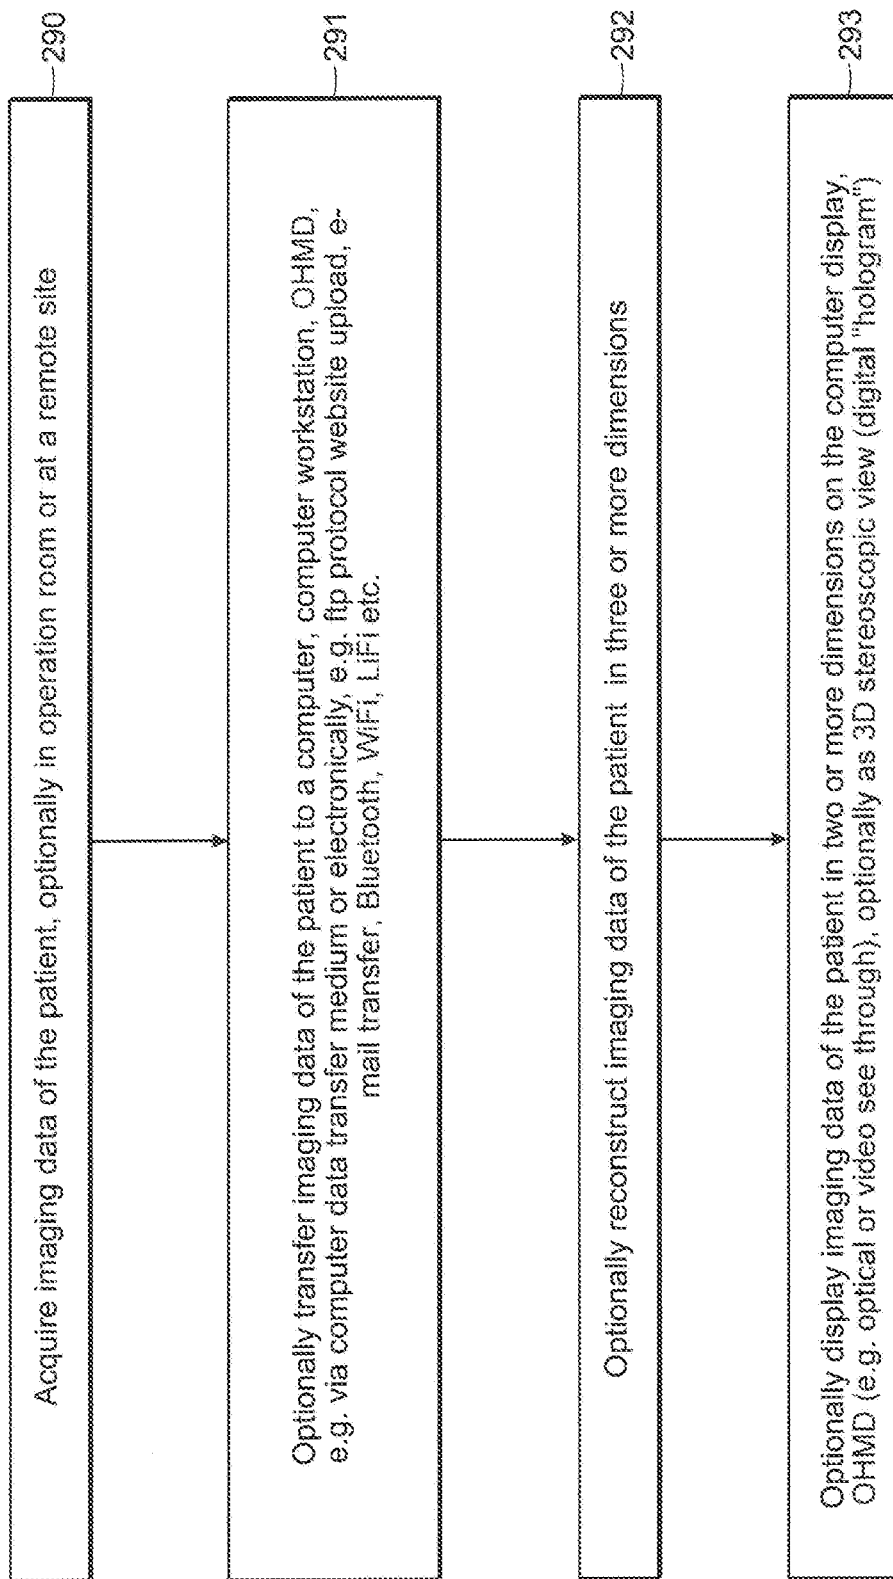 Acquire imaging data of the patient, optionally in operation room or at a remote site
290
Optionally transfer imaging data of the patient to a computer, computer workstation, OHMD,
e.g. via computer data transfer medium or electronically, e.g. ftp protocol website upload, e-
mail transfer, Bluetooth, WiFi, LiFi etc.
291
Optionally reconstruct imaging data of the patient in three or more dimensions
292
Optionally display imaging data of the patient in two or more dimensions on the computer display,
OHMD (e.g. optical or video see through), optionally as 3D stereoscopic view (digital "hologram")
293